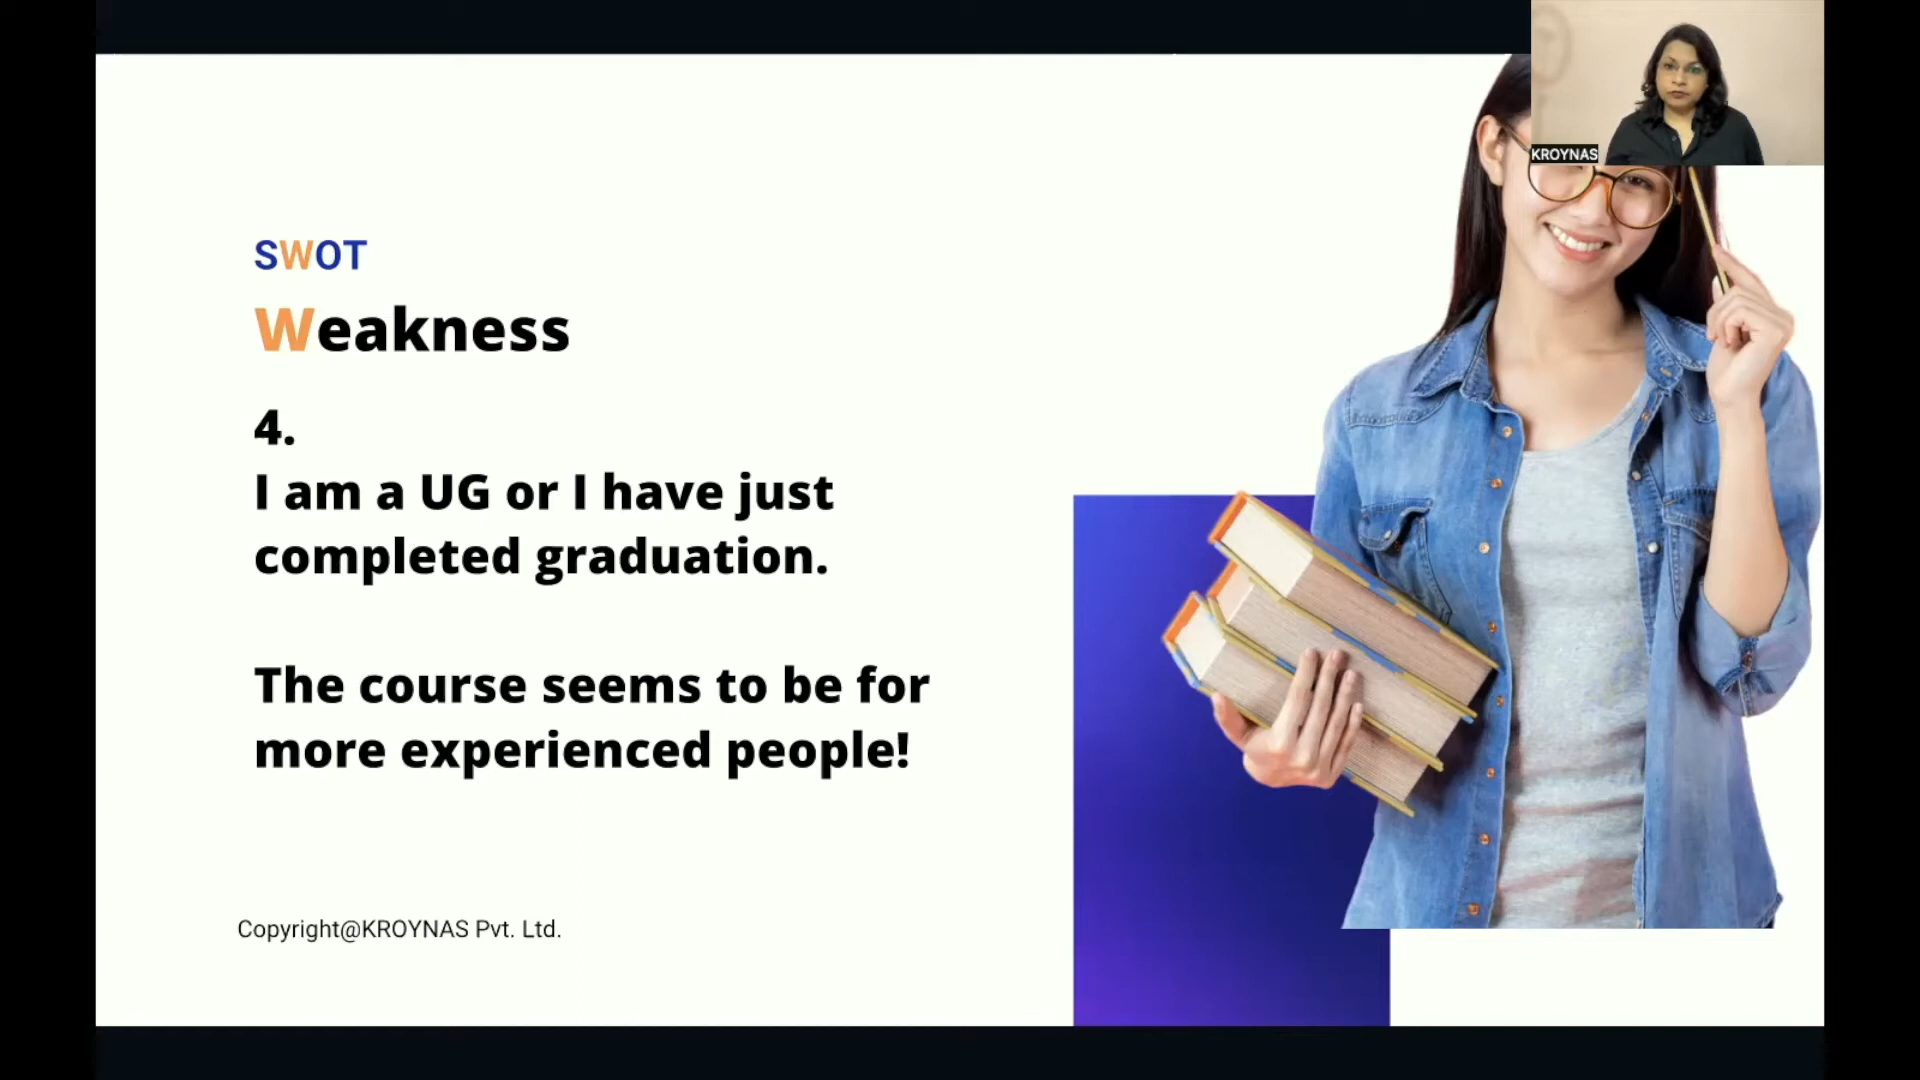 KROYNAS
SWOT
Weakness
4.
I am a UG or I have just
completed graduation.
The course seems to be for
more experienced people!
Copyright@KROYNAS Pvt. Ltd.